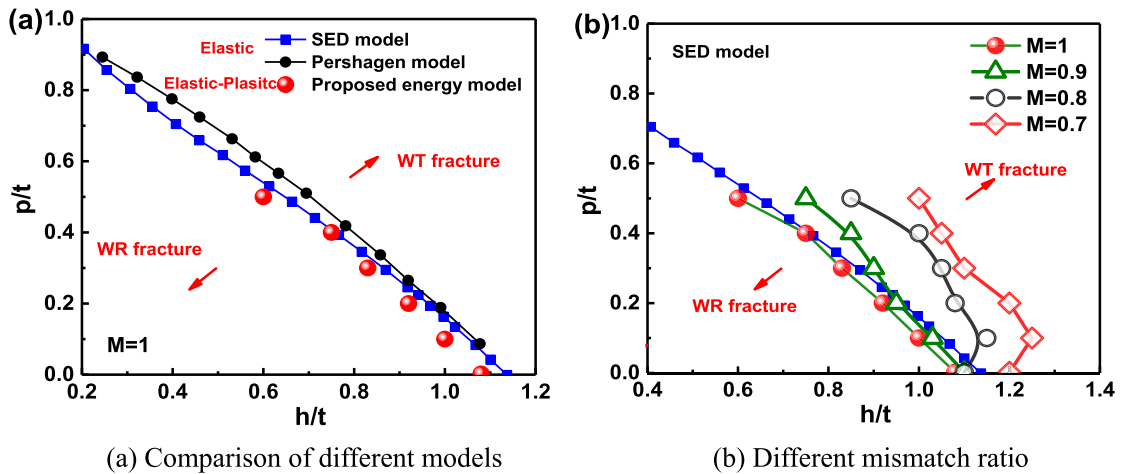 (a)
1.0
0.8
0.6
0.4
0.2
0.0
p/t
Elastic
SED model
Pershagen model
Elastic-Plasitc
Proposed energy model
WT fracture
WR fracture
M=1
0.2 0.4 0.6 0.8 1.0 1.2
h/t
(a) Comparison of different models
(b)
1.0
0.8
0.6
0.4
0.2
0.0
p/t
SED model
M=1
M=0.9
M=0.8
M=0.7
WT fracture
WR fracture
0.4 0.6 0.8 1.0 1.2 1.4
h/t
(b) Different mismatch ratio